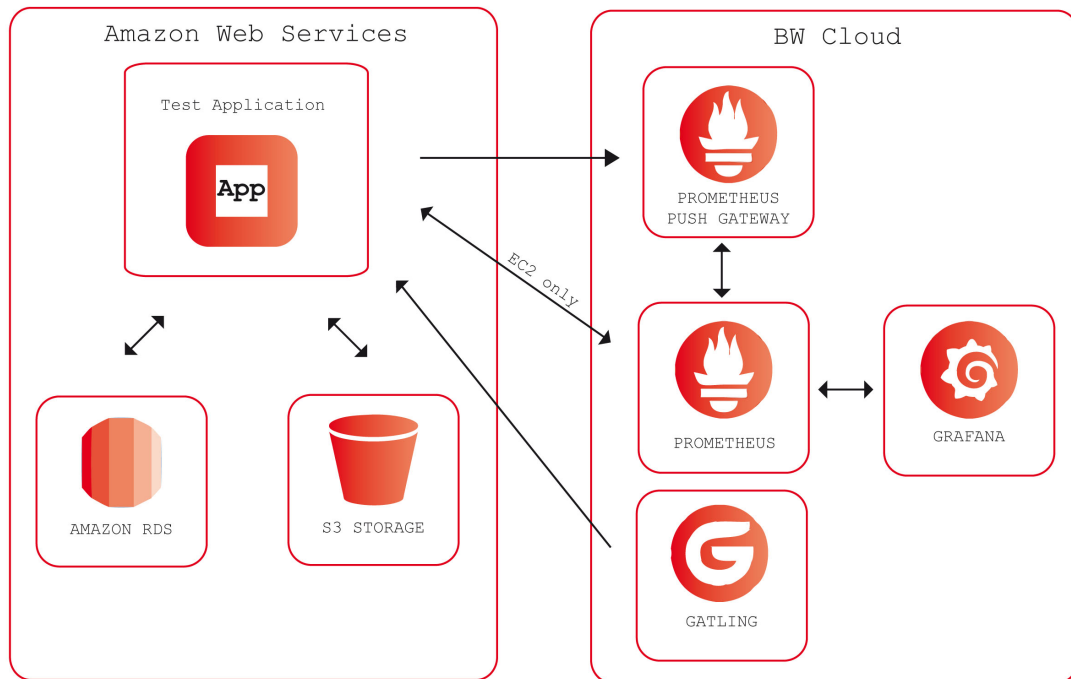 Amazon Web Services
Test Application
App
AMAZON RDS
S3 STORAGE
EC2 only
BW Cloud
PROMETHEUS
PUSH GATEWAY
PROMETHEUS
GRAFANA
GATLING